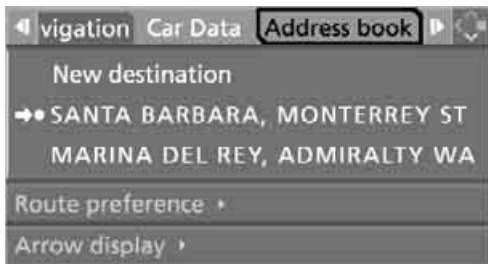 vigation Car Data Address book
New destination
SANTA BARBARA, MONTERREY ST
MARINA DEL REY, ADMIRALTY WA
Route preference
Arrow display